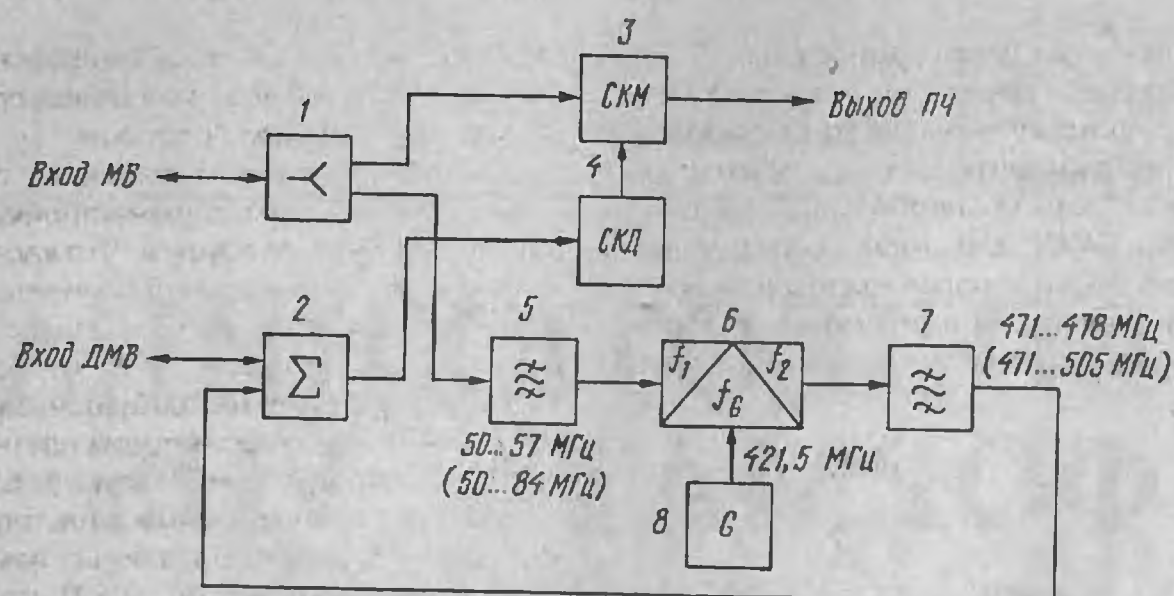 3
СКМ
Выход ПЧ
1
Вход МВ
4
СКД
2
Вход ДМВ
Σ
5
50...57 МГц
(50...84 МГц)
6
f₁
f₂
f_G
421,5 МГц
8
G
7
471...478 МГц
(471...505 МГц)